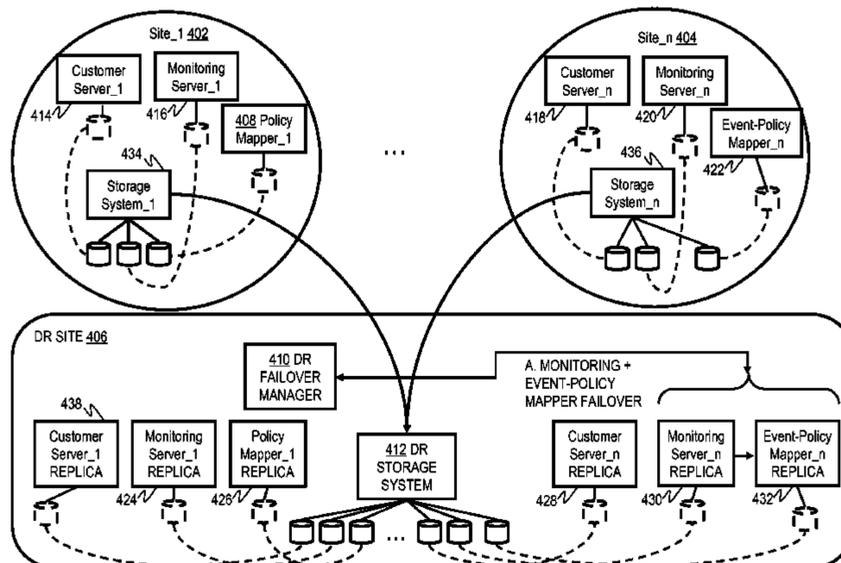 Site_1 402
Customer
Server_1
414
Monitoring
Server_1
416
408 Policy
Mapper_1
434
Storage
System_1
...
Site_n 404
Customer
Server_n
418
Monitoring
Server_n
420
Event-Policy
Mapper_n
422
436
Storage
System_n
DR SITE 406
410 DR
FAILOVER
MANAGER
A. MONITORING +
EVENT-POLICY
MAPPER FAILOVER
438
Customer
Server_1
REPLICA
Monitoring
Server_1
REPLICA
424
Policy
Mapper_1
REPLICA
426
412 DR
STORAGE
SYSTEM
...
Customer
Server_n
REPLICA
428
Monitoring
Server_n
REPLICA
430
Event-Policy
Mapper_n
REPLICA
432